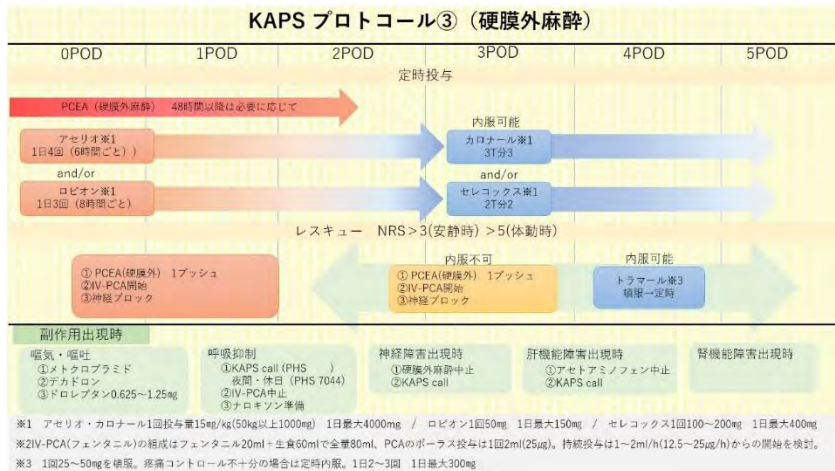 KAPS プロトコール③（硬膜外麻酔）
0POD 1POD 2POD 3POD 4POD 5POD
定時投与
PCEA（硬膜外麻酔） 48時間以降は必要に応じて
内服可能
アセリオ※1
1日4回（6時間ごと））
カロナール※1
3T分3
and/or
and/or
ロピオン※1
1日3回（8時間ごと）
セレコックス※1
2T分2
レスキュー NRS＞3(安静時) ＞5(体動時)
内服不可
内服可能
① PCEA(硬膜外) 1プッシュ
②IV-PCA開始
③神経ブロック
① PCEA(硬膜外) 1プッシュ
②IV-PCA開始
③神経ブロック
トラマール※3
頓服→定時
副作用出現時
嘔気・嘔吐
①メトクロプラミド
②デカドロン
③ドロレプタン0.625～1.25mg
呼吸抑制
①KAPS call (PHS )
夜間・休日（PHS 7044）
②IV-PCA中止
③ナロキソン準備
神経障害出現時
①硬膜外麻酔中止
②KAPS call
肝機能障害出現時
①アセトアミノフェン中止
②KAPS call
腎機能障害出現時
※1 アセリオ・カロナール1回投与量15mg/kg(50kg以上1000mg) 1日最大4000mg / ロピオン1回50mg 1日最大150mg / セレコックス1回100～200mg 1日最大400mg
※2IV-PCA(フェンタニル)の組成はフェンタニル20ml＋生食60mlで全量80ml、PCAのボーラス投与は1回2ml(25μg)。持続投与は1～2ml/h(12.5～25μg/h)からの開始を検討。
※3 1回25～50mgを頓服。疼痛コントロール不十分の場合は定時内服。1日2～3回 1日最大300mg